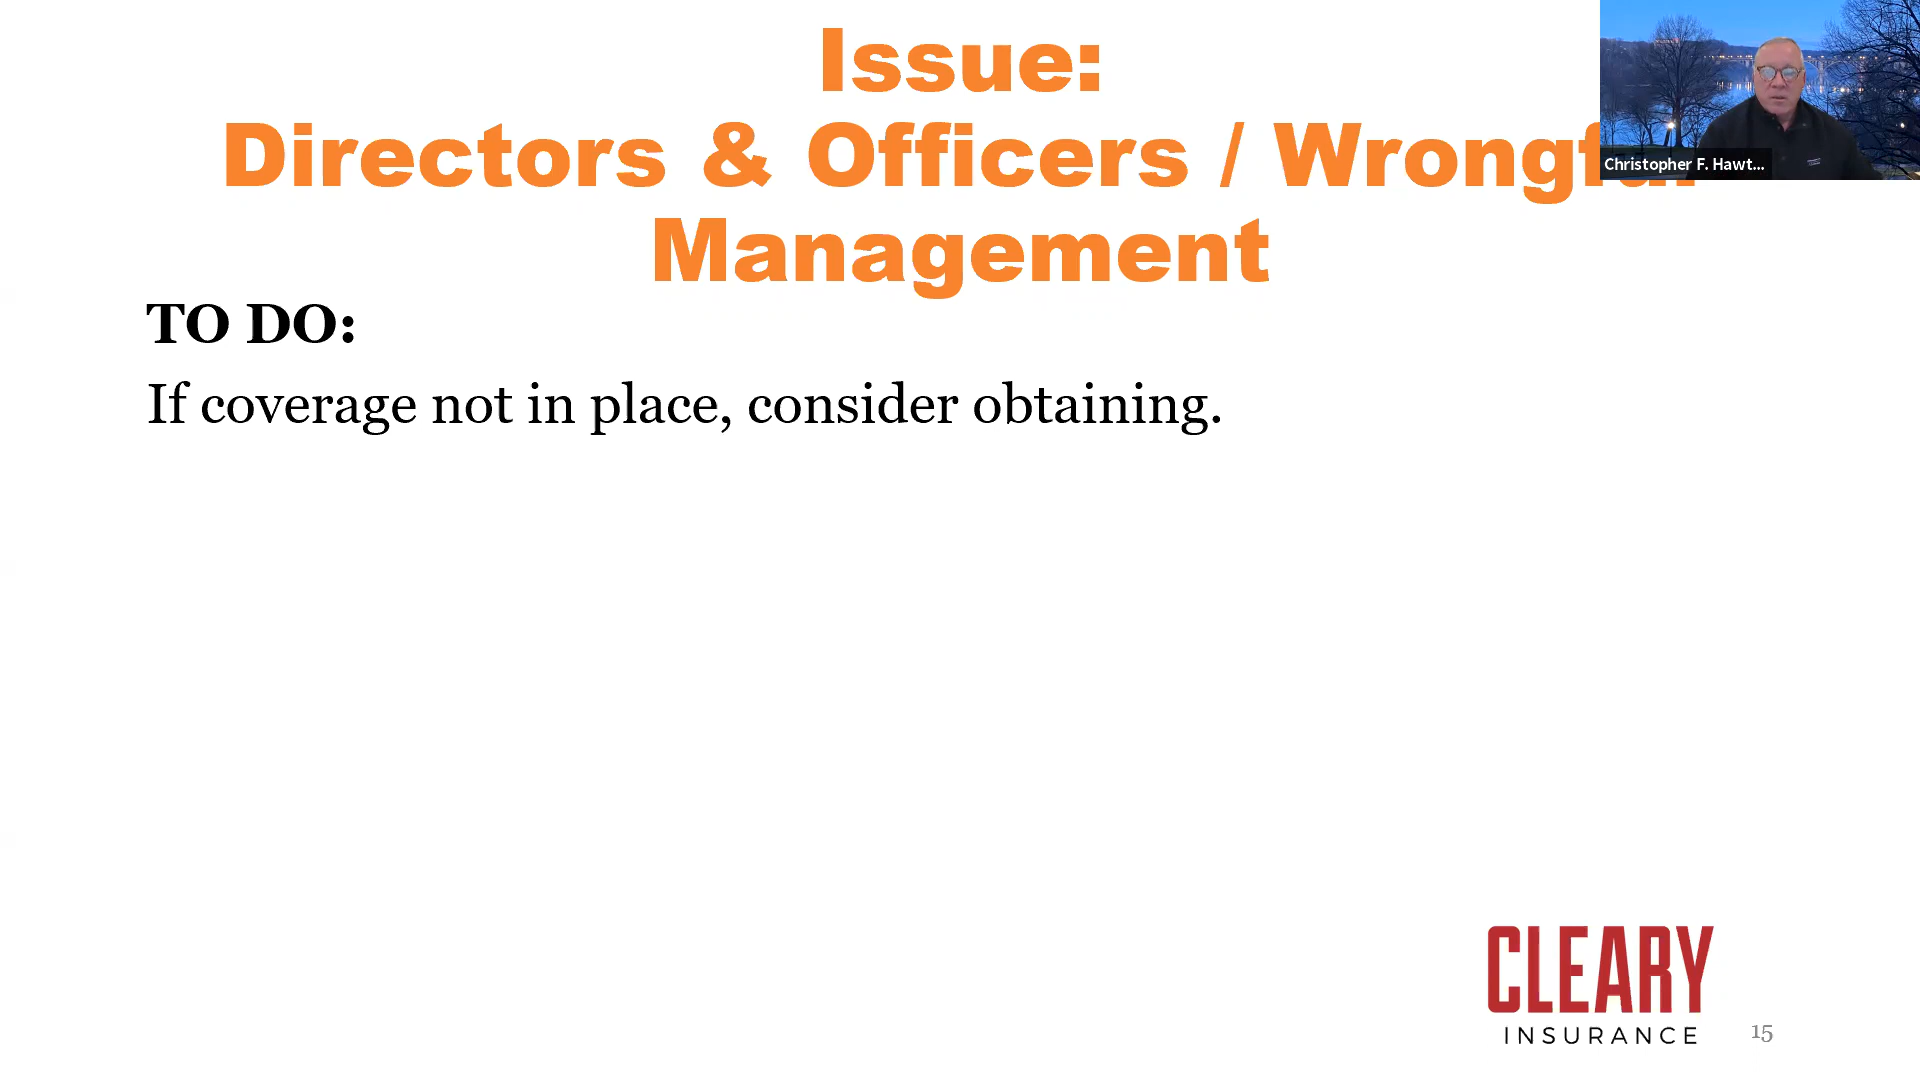 Issue:
Directors & Officers / Wrongful
Management
Christopher F. Hawt...
TO DO:
If coverage not in place, consider obtaining.
CLEARY
INSURANCE
15